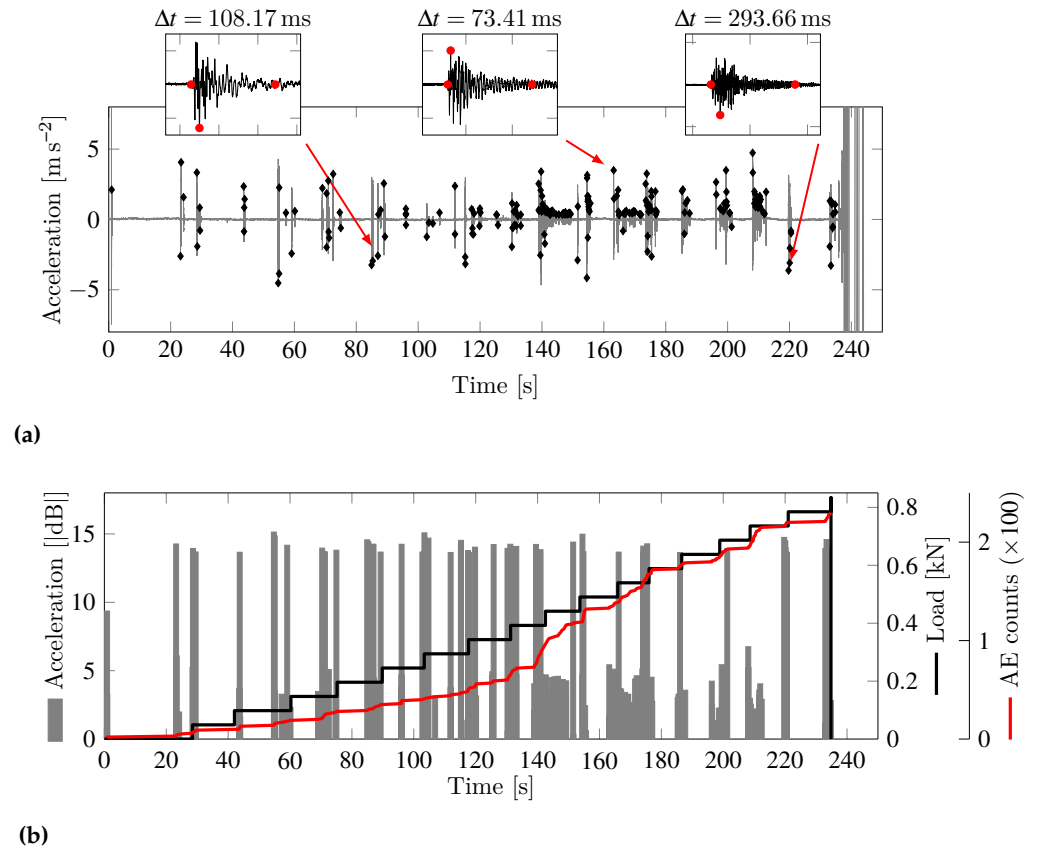 Δt = 108.17 ms
Δt = 73.41 ms
Δt = 293.66 ms
Acceleration [m s⁻²]
5
0
−5
0 20 40 60 80 100 120 140 160 180 200 220 240
Time [s]
(a)
Acceleration [|dB|]
15
10
5
0
0.8
0.6
0.4
0.2
0
Load [kN]
2
1
0
AE counts (×100)
0 20 40 60 80 100 120 140 160 180 200 220 240
Time [s]
(b)